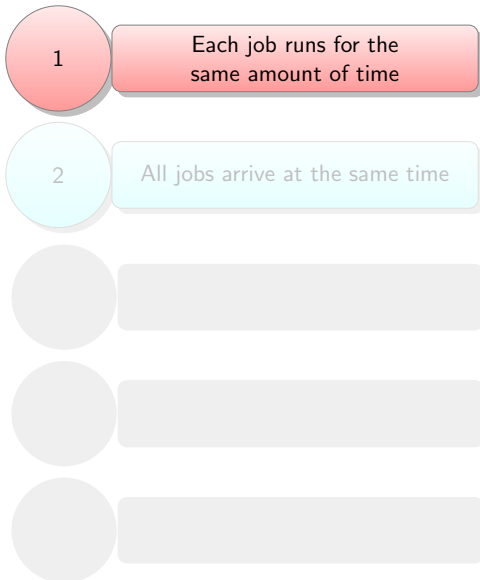 1
Each job runs for the
same amount of time
2
All jobs arrive at the same time